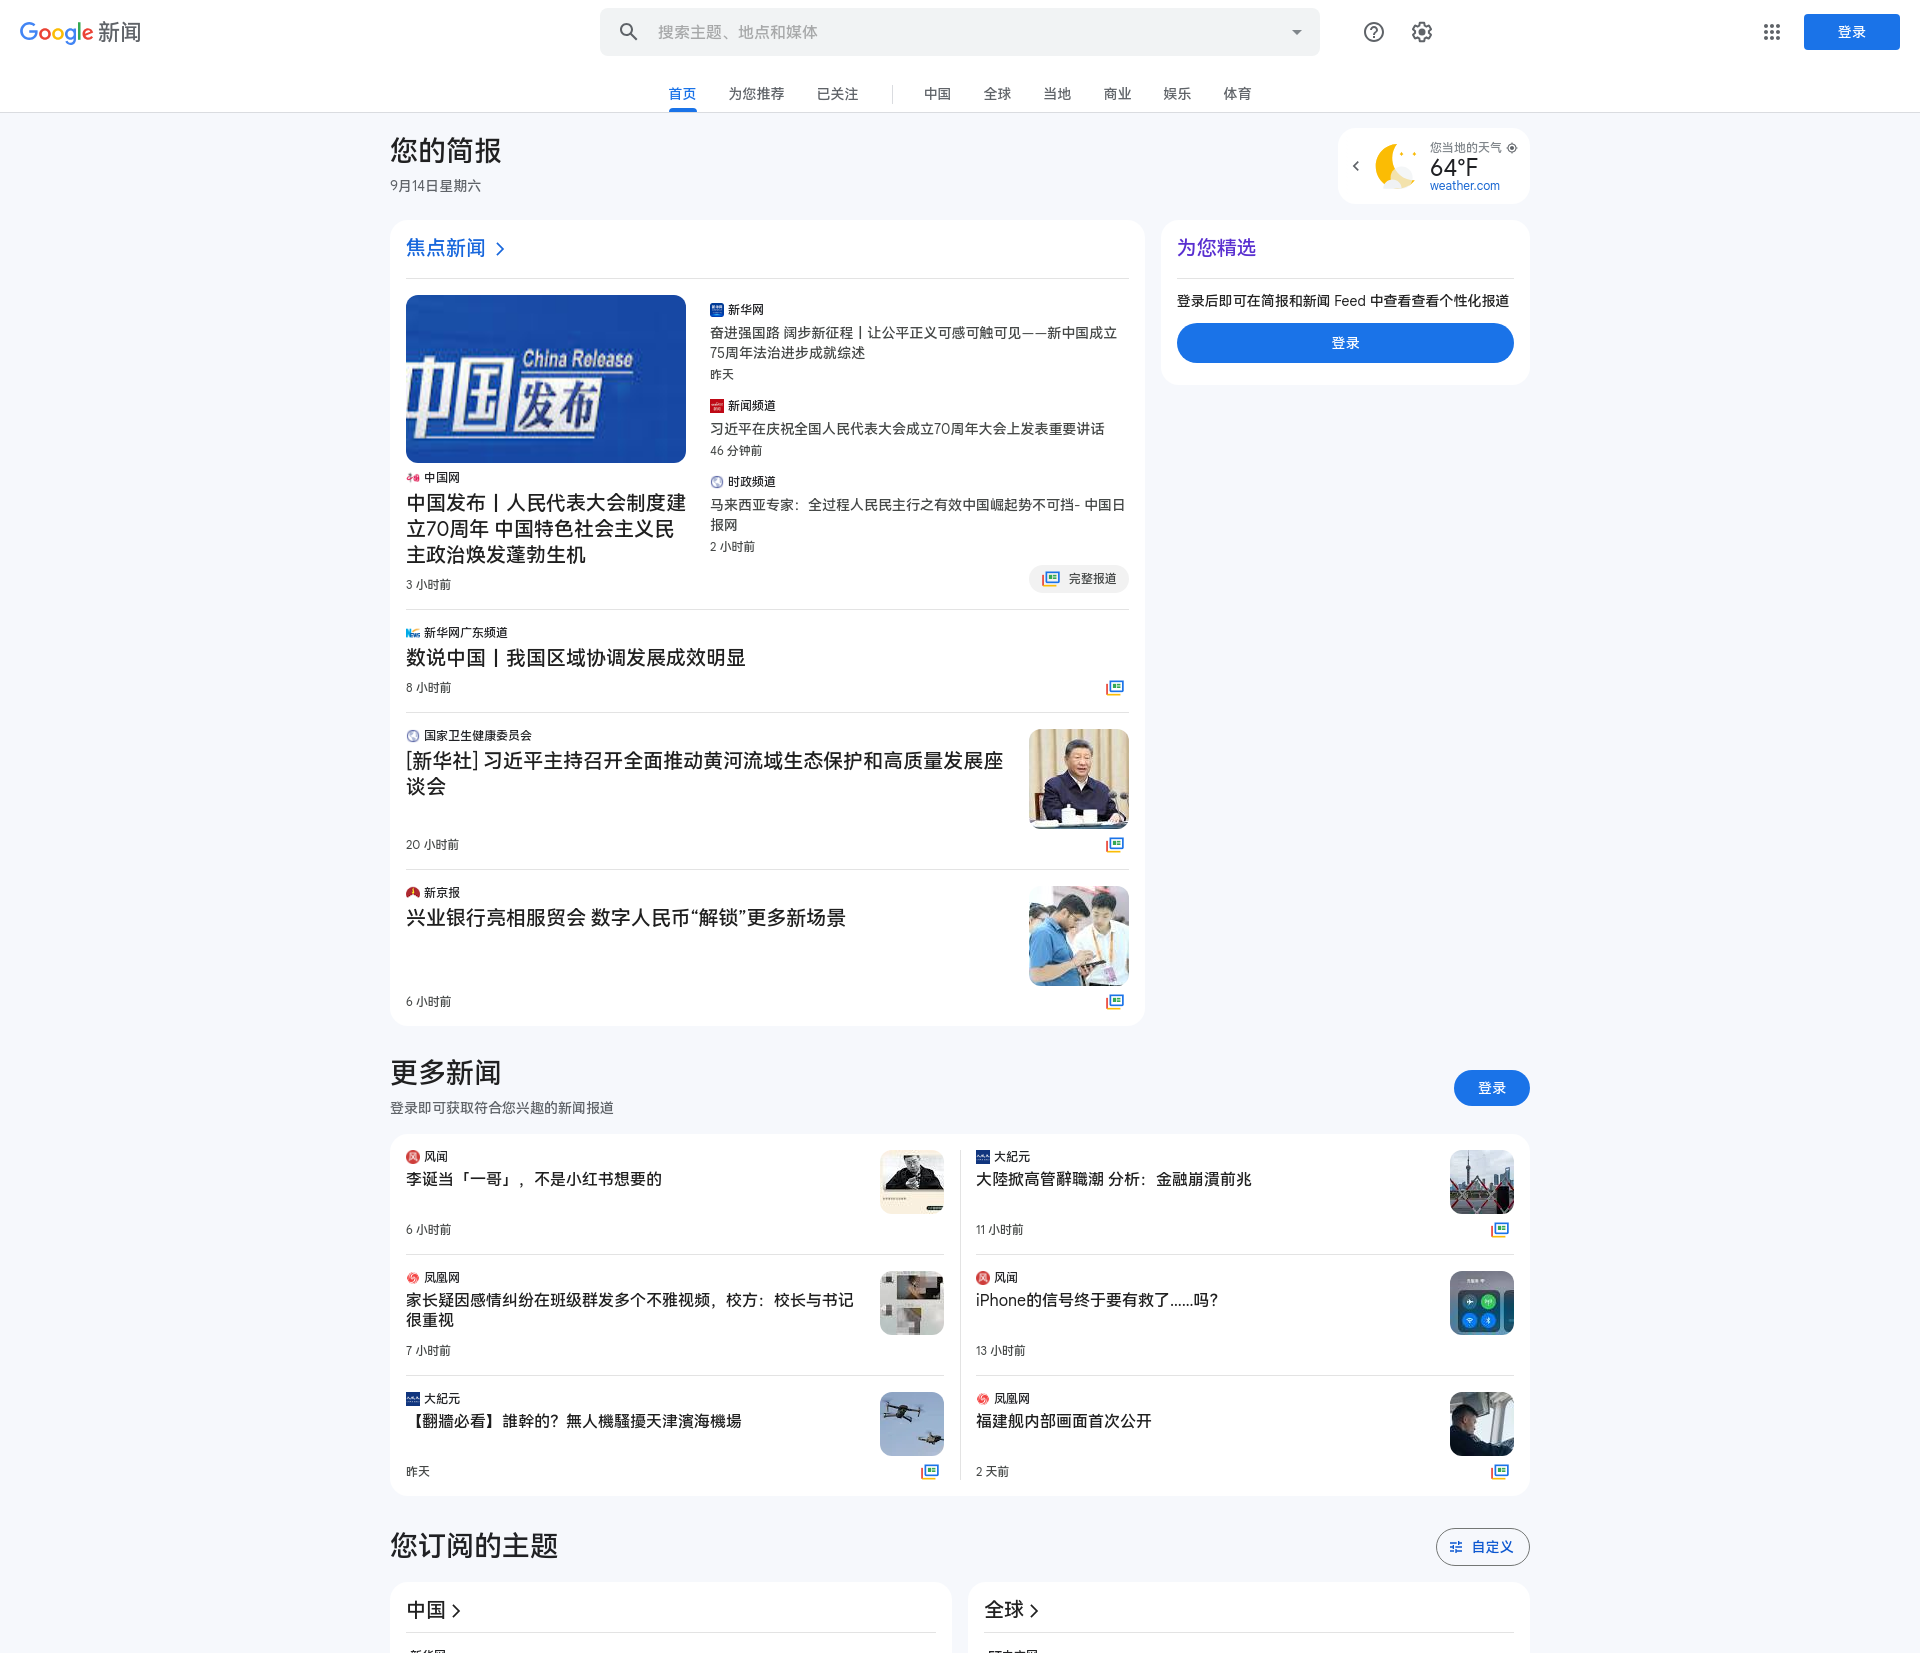 Google 新闻
搜索主题、地点和媒体
登录
首页
为您推荐
已关注
中国
全球
当地
商业
娱乐
体育
您的简报
9月14日星期六
您当地的天气
64°F
weather.com
焦点新闻
China Release
中国发布
中国网
中国发布丨人民代表大会制度建
立70周年 中国特色社会主义民
主政治焕发蓬勃生机
3 小时前
新华网
奋进强国路 阔步新征程丨让公平正义可感可触可见——新中国成立
75周年法治进步成就综述
昨天
新闻频道
习近平在庆祝全国人民代表大会成立70周年大会上发表重要讲话
46 分钟前
时政频道
马来西亚专家：全过程人民民主行之有效中国崛起势不可挡- 中国日
报网
2 小时前
完整报道
新华网广东频道
数说中国丨我国区域协调发展成效明显
8 小时前
国家卫生健康委员会
[新华社] 习近平主持召开全面推动黄河流域生态保护和高质量发展座
谈会
20 小时前
新京报
兴业银行亮相服贸会 数字人民币“解锁”更多新场景
6 小时前
为您精选
登录后即可在简报和新闻 Feed 中查看查看个性化报道
登录
更多新闻
登录即可获取符合您兴趣的新闻报道
登录
风闻
李诞当「一哥」，不是小红书想要的
6 小时前
凤凰网
家长疑因感情纠纷在班级群发多个不雅视频，校方：校长与书记
很重视
7 小时前
大紀元
【翻牆必看】誰幹的？無人機騷擾天津濱海機場
昨天
大紀元
大陸掀高管辭職潮 分析：金融崩潰前兆
11 小时前
风闻
iPhone的信号终于要有救了……吗？
13 小时前
凤凰网
福建舰内部画面首次公开
2 天前
您订阅的主题
自定义
中国
全球